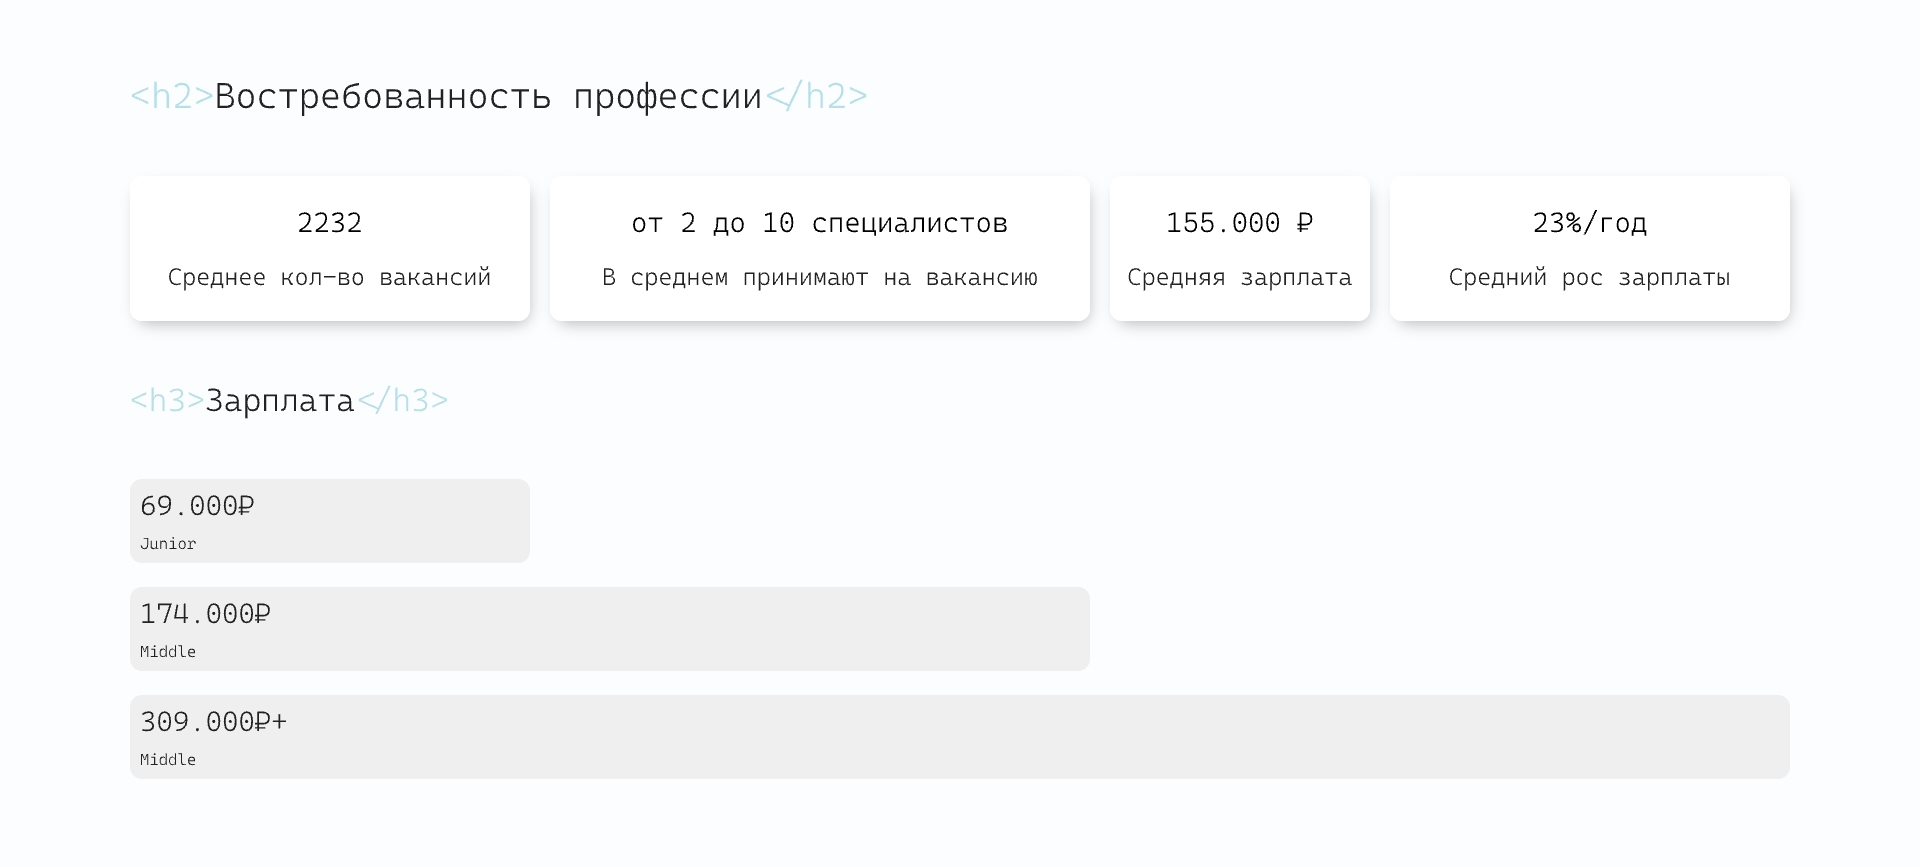 <h2>Востребованность профессии</h2>
2232
Среднее кол-во вакансий
от 2 до 10 специалистов
В среднем принимают на вакансию
155.000 ₽
Средняя зарплата
23%/год
Средний рос зарплаты
<h3>Зарплата</h3>
69.000₽
Junior
174.000₽
Middle
309.000₽+
Middle